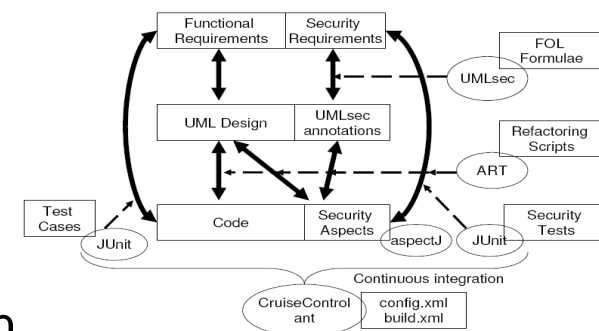 Functional Requirements
Security Requirements
FOL Formulae
UMLsec
UML Design
UMLsec annotations
Refactoring Scripts
ART
Test Cases
JUnit
Code
Security Aspects
aspectJ
JUnit
Security Tests
Continuous integration
CruiseControl
ant
config.xml
build.xml